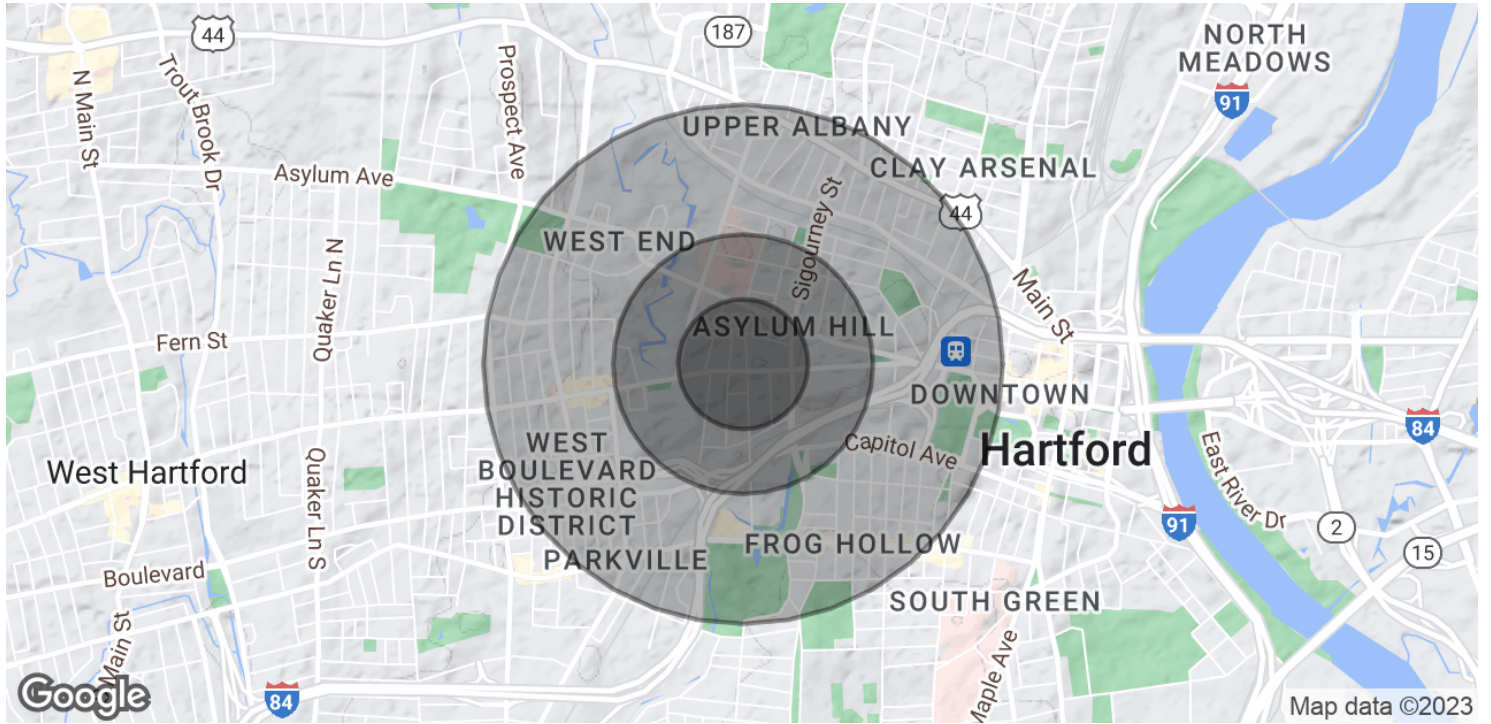 44
187
NORTH
MEADOWS
91
N Main St
Trout Brook Dr
Prospect Ave
UPPER ALBANY
Asylum Ave
CLAY ARSENAL
44
Sigourney St
WEST END
Quaker Ln N
Main St
ASYLUM HILL
Fern St
DOWNTOWN
84
Capitol Ave
Hartford
WEST
BOULEVARD
HISTORIC
DISTRICT
West Hartford
Quaker Ln S
East River Dr
91
2
15
FROG HOLLOW
PARKVILLE
Boulevard
SOUTH GREEN
Main St
Maple Ave
84
Google
Map data ©2023